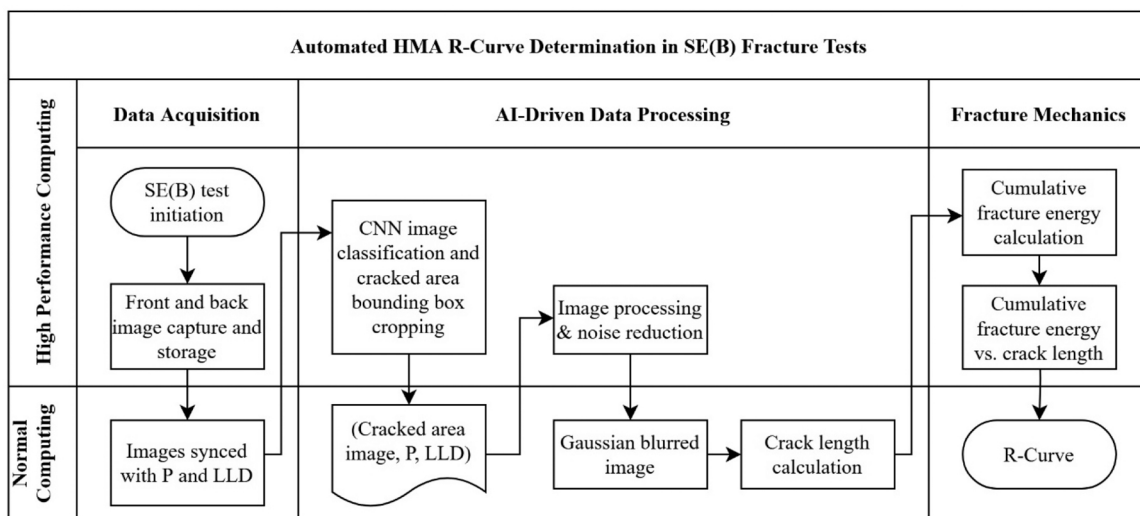 Automated HMA R-Curve Determination in SE(B) Fracture Tests
High Performance Computing
Data Acquisition
AI-Driven Data Processing
Fracture Mechanics
SE(B) test
initiation
Front and back
image capture and
storage
CNN image
classification and
cracked area
bounding box
cropping
Image processing
& noise reduction
Cumulative
fracture energy
calculation
Cumulative
fracture energy
vs. crack length
Normal
Computing
Images synced
with P and LLD
(Cracked area
image, P, LLD)
Gaussian blurred
image
Crack length
calculation
R-Curve